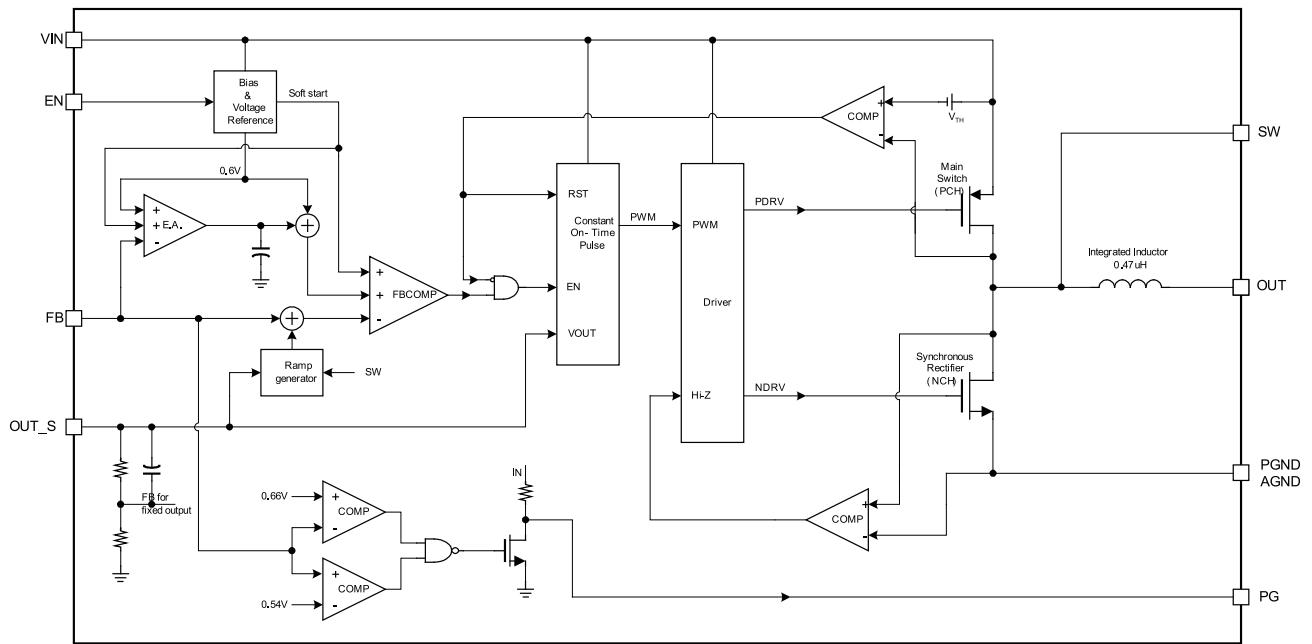 VIN
EN
Bias
&
Voltage
Reference
Soft start
0.6V
+
+
-
E.A.
+
FB
+
+
-
FBCOMP
+
Ramp
generator
SW
OUT_S
FB for
fixed output
RST
Constant
On- Time
Pulse
EN
VOUT
PWM
PWM
Driver
Hi-Z
PDRV
NDRV
COMP
+
-
VTH
Main
Switch
(PCH)
Synchronous
Rectifier
(NCH)
Integrated Inductor
0.47uH
SW
OUT
PGND
AGND
COMP
+
-
0.66V
+
-
COMP
+
-
COMP
0.54V
IN
PG